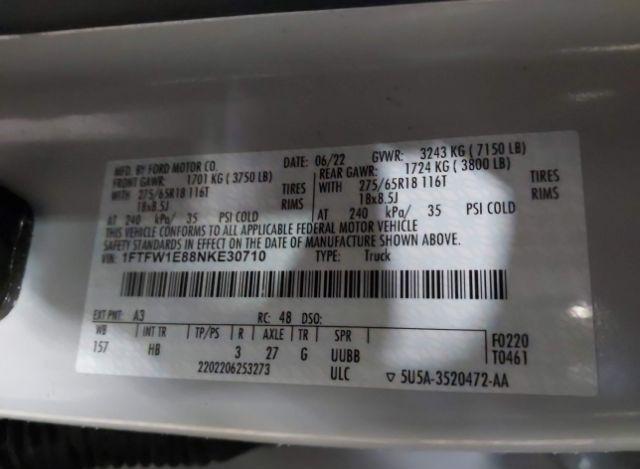 MFD. BY FORD MOTOR CO. DATE: 06/22 GVWR: 3243 KG ( 7150 LB)
FRONT GAWR: 1701 KG ( 3750 LB) REAR GAWR: 1724 KG ( 3800 LB)
WITH 275/65R18 116T TIRES WITH 275/65R18 116T TIRES
18x8.5J RIMS 18x8.5J RIMS
AT 240 kPa/ 35 PSI COLD AT 240 kPa/ 35 PSI COLD
THIS VEHICLE CONFORMS TO ALL APPLICABLE FEDERAL MOTOR VEHICLE
SAFETY STANDARDS IN EFFECT ON THE DATE OF MANUFACTURE SHOWN ABOVE.
VIN: 1FTFW1E88NKE30710 TYPE: Truck
EXT PNT: A3 RC: 48 DSO:
WB INT TR TP/PS R AXLE TR SPR F0220
157 HB 3 27 G UUBB T0461
2202206253273 ULC ▽ 5U5A-3520472-AA